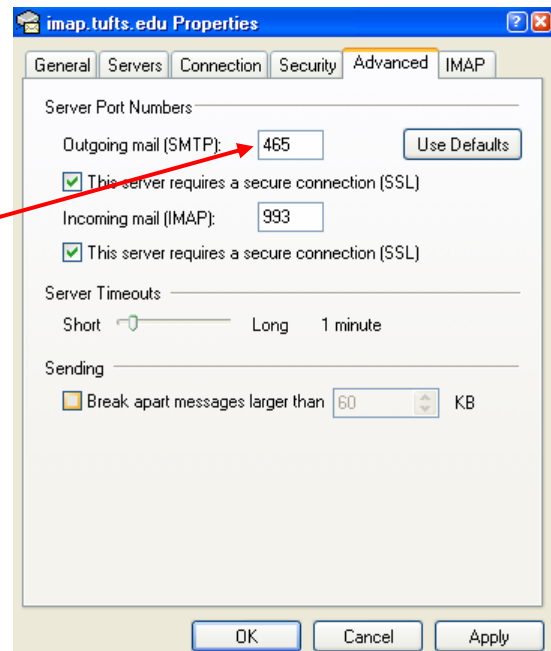 imap.tufts.edu Properties
General Servers Connection Security Advanced IMAP
Server Port Numbers
Outgoing mail (SMTP): 465 Use Defaults
This server requires a secure connection (SSL)
Incoming mail (IMAP): 993
This server requires a secure connection (SSL)
Server Timeouts
Short Long 1 minute
Sending
Break apart messages larger than 60 KB
OK Cancel Apply